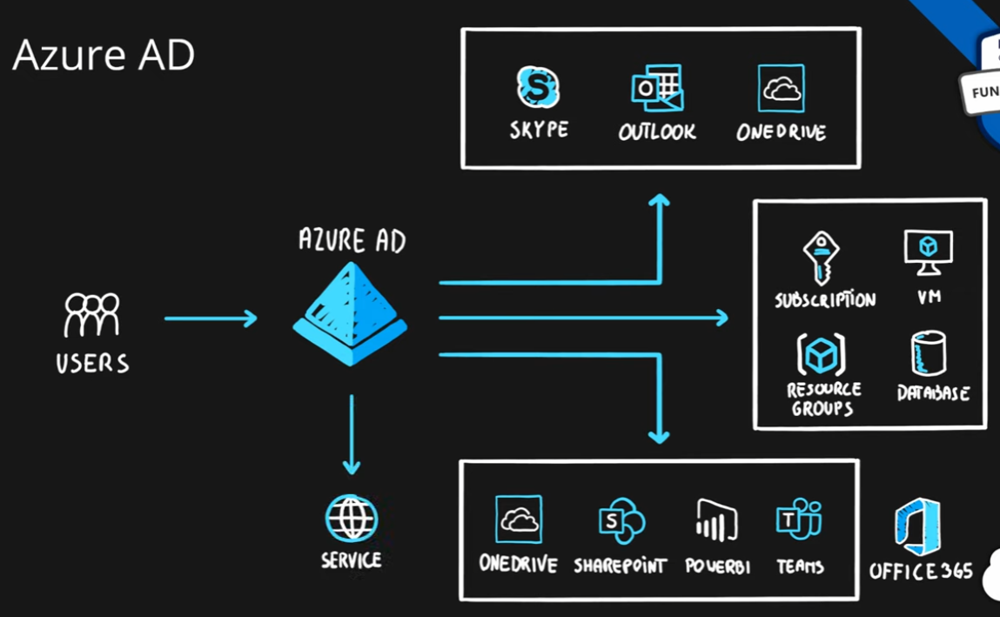 Azure AD
SKYPE
OUTLOOK
ONEDRIVE
FUN
AZURE AD
USERS
SUBSCRIPTION
VM
RESOURCE
GROUPS
DATABASE
SERVICE
ONEDRIVE
SHAREPOINT
POWERBI
TEAMS
OFFICE365